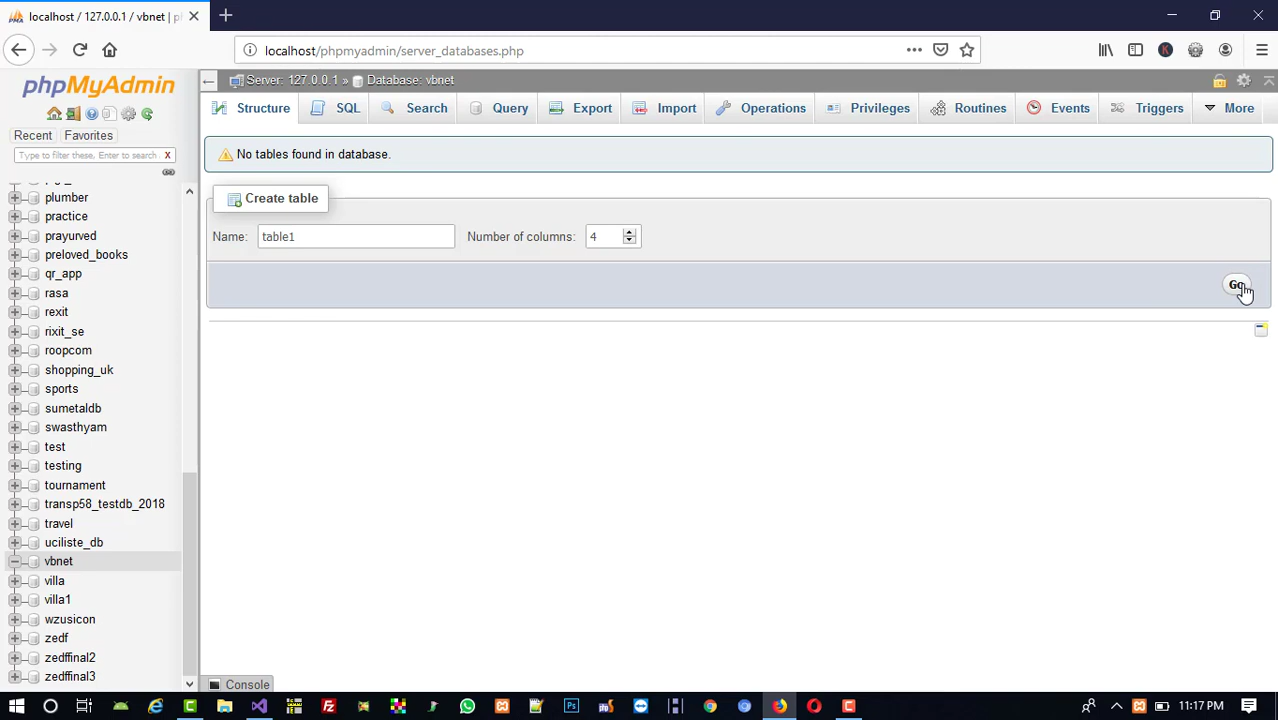 localhost / 127.0.0.1 / vbnet | p
localhost/phpmyadmin/server_databases.php
phpMyAdmin
Server: 127.0.0.1 » Database: vbnet
Structure SQL Search Query Export Import Operations Privileges Routines Events Triggers More
Recent Favorites
Type to filter these, Enter to search X
No tables found in database.
Create table
Name: table1 Number of columns: 4
Go
plumber
practice
prayurved
preloved_books
qr_app
rasa
rexit
rixit_se
roopcom
shopping_uk
sports
sumetaldb
swasthyam
test
testing
tournament
transp58_testdb_2018
travel
uciliste_db
vbnet
villa
villa1
wzusicon
zedf
zedffinal2
zedffinal3
Console
11:17 PM